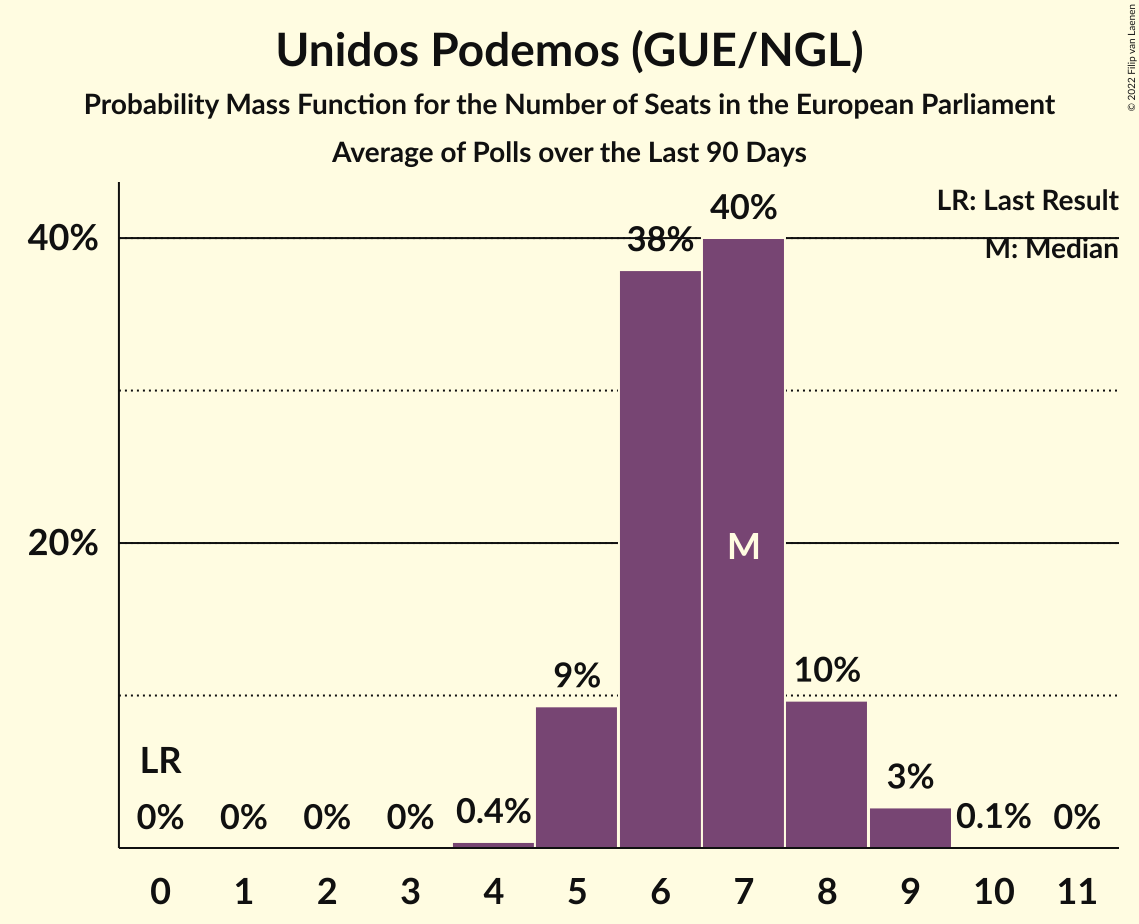 Unidos Podemos (GUE/NGL)
Probability Mass Function for the Number of Seats in the European Parliament
Average of Polls over the Last 90 Days
© 2022 Filip van Laenen
LR: Last Result
M: Median
40%
20%
LR
0%
0%
0%
0%
0.4%
9%
38%
40%
M
10%
3%
0.1%
0%
0 1 2 3 4 5 6 7 8 9 10 11